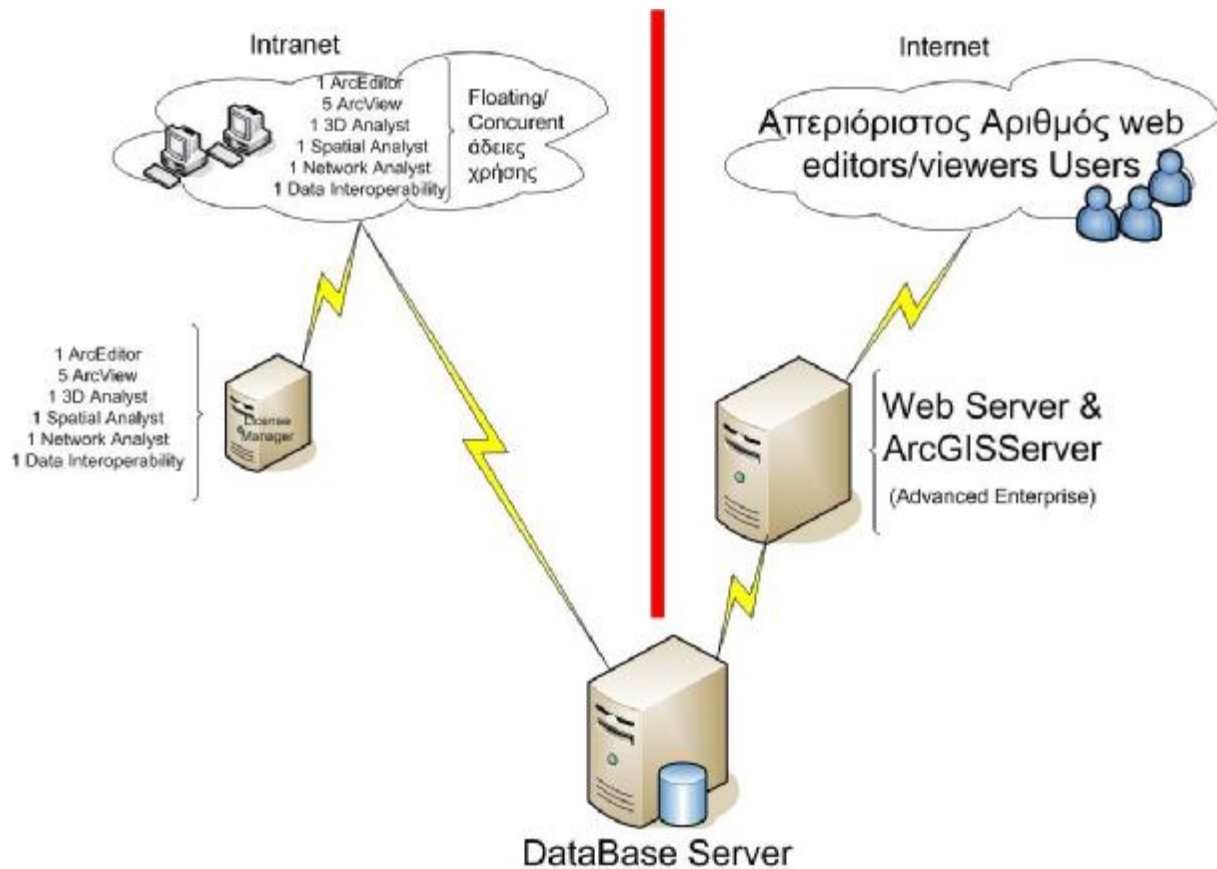 Intranet
1 ArcEditor
5 ArcView
1 3D Analyst
1 Spatial Analyst
1 Network Analyst
1 Data Interoperability
Floating/
Concurent
άδειες
χρήσης
Internet
Απεριόριστος Αριθμός web
editors/viewers Users
1 ArcEditor
5 ArcView
1 3D Analyst
1 Spatial Analyst
1 Network Analyst
1 Data Interoperability
License
Manager
Web Server &
ArcGISServer
(Advanced Enterprise)
DataBase Server